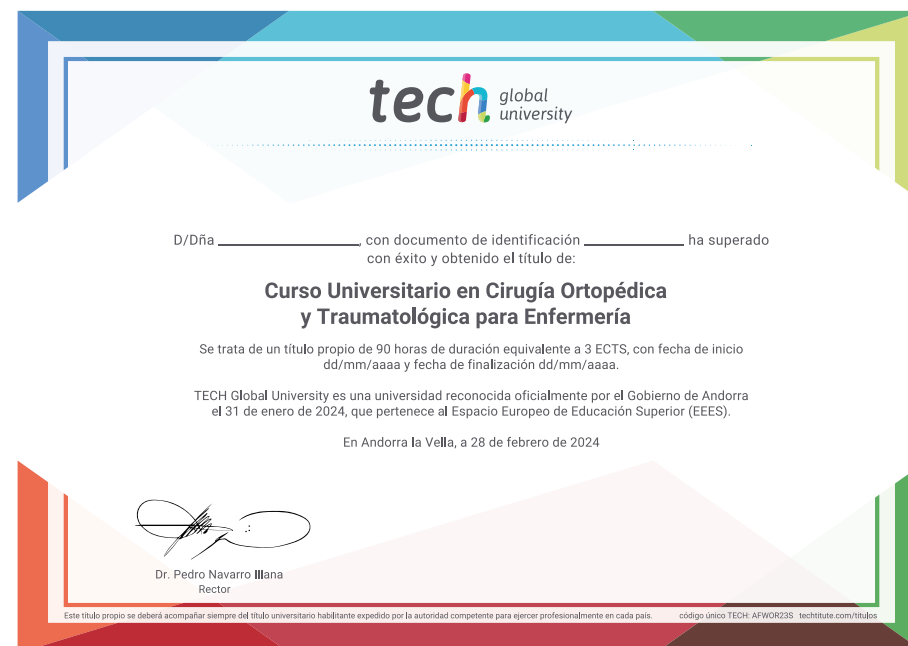 tech global university
D/Dña ____________________, con documento de identificación ______________ ha superado
con éxito y obtenido el título de:
Curso Universitario en Cirugía Ortopédica
y Traumatológica para Enfermería
Se trata de un título propio de 90 horas de duración equivalente a 3 ECTS, con fecha de inicio
dd/mm/aaaa y fecha de finalización dd/mm/aaaa.
TECH Global University es una universidad reconocida oficialmente por el Gobierno de Andorra
el 31 de enero de 2024, que pertenece al Espacio Europeo de Educación Superior (EEES).
En Andorra la Vella, a 28 de febrero de 2024
Dr. Pedro Navarro Illana
Rector
Este título propio se deberá acompañar siempre del título universitario habilitante expedido por la autoridad competente para ejercer profesionalmente en cada país. código único TECH: AFWOR23S techtitute.com/titulos